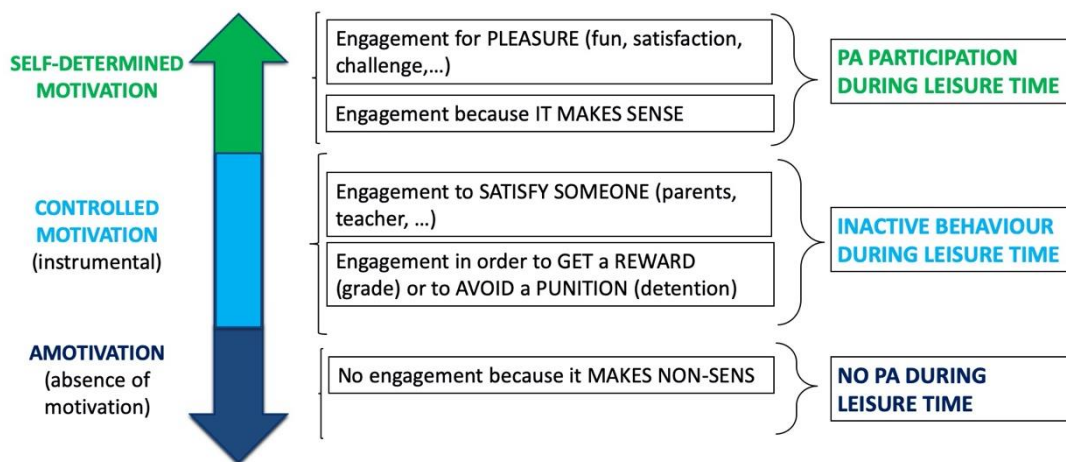 SELF-DETERMINED
MOTIVATION
Engagement for PLEASURE (fun, satisfaction,
challenge,…)
Engagement because IT MAKES SENSE
PA PARTICIPATION
DURING LEISURE TIME
CONTROLLED
MOTIVATION
(instrumental)
Engagement to SATISFY SOMEONE (parents,
teacher, …)
Engagement in order to GET a REWARD
(grade) or to AVOID a PUNITION (detention)
INACTIVE BEHAVIOUR
DURING LEISURE TIME
AMOTIVATION
(absence of
motivation)
No engagement because it MAKES NON-SENS
NO PA DURING
LEISURE TIME